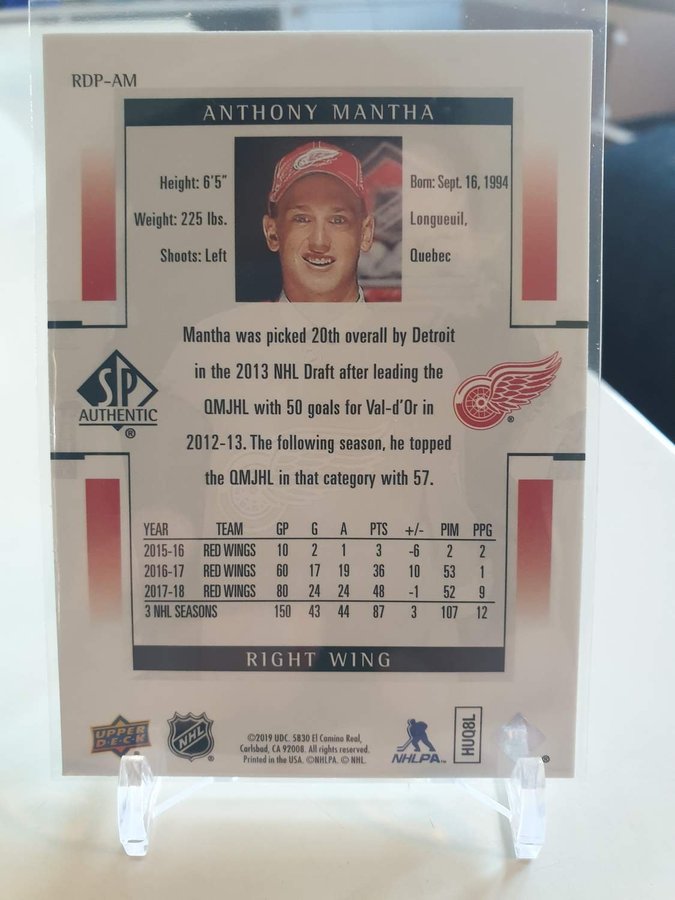 RDP-AM
ANTHONY MANTHA
Height: 6'5"
Weight: 225 lbs.
Shoots: Left
Born: Sept. 16, 1994
Longueuil,
Quebec
Mantha was picked 20th overall by Detroit
in the 2013 NHL Draft after leading the
QMJHL with 50 goals for Val-d'Or in
2012-13. The following season, he topped
the QMJHL in that category with 57.
SP
AUTHENTIC
®
®
YEAR TEAM GP G A PTS +/- PIM PPG
2015-16 RED WINGS 10 2 1 3 -6 2 2
2016-17 RED WINGS 60 17 19 36 10 53 1
2017-18 RED WINGS 80 24 24 48 -1 52 9
3 NHL SEASONS 150 43 44 87 3 107 12
RIGHT WING
UPPER
DECK
NHL
®
©2019 UDC. 5830 El Camino Real,
Carlsbad, CA 92008. All rights reserved.
Printed in the USA. ©NHLPA. © NHL.
NHLPA™
HUQ8L
®